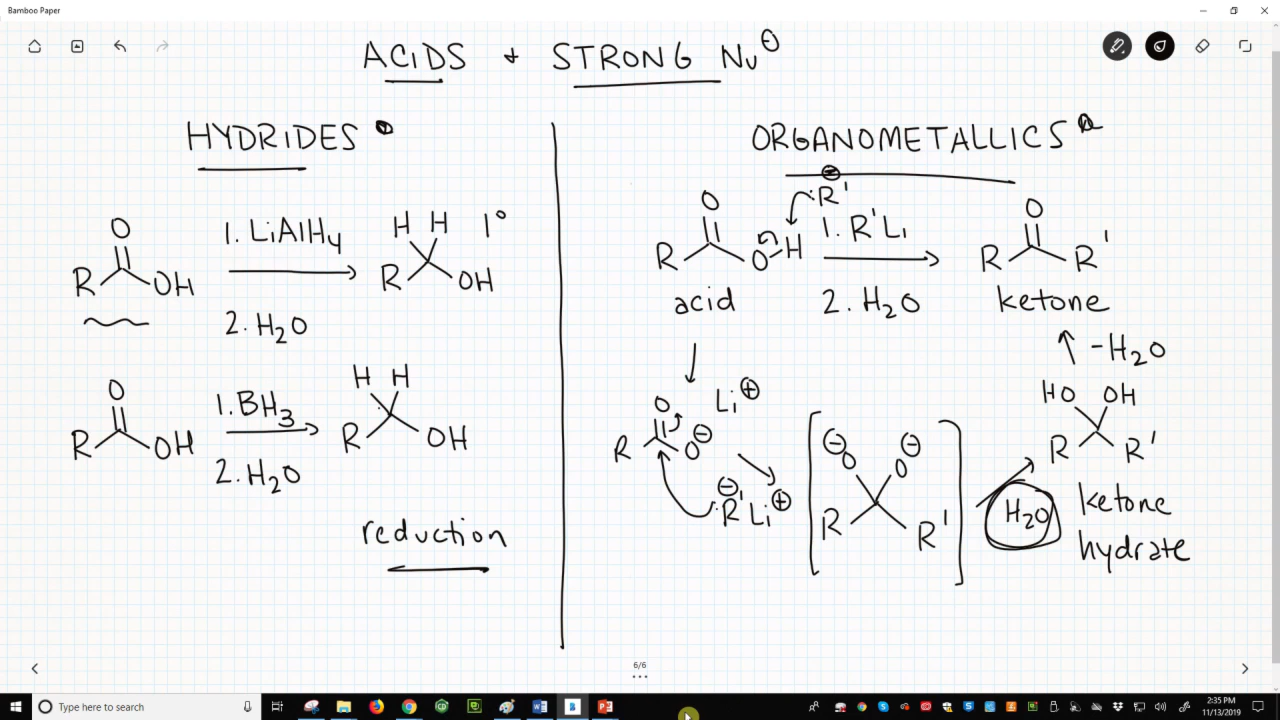 Bamboo Paper
ACIDS + STRONG Nu⊖
HYDRIDES
O
R OH
1. LiAlH4
2. H2O
H H 1°
R OH
O
R OH
1. BH3
2. H2O
H H
R OH
reduction
ORGANOMETALLICS
⊖
:R'
O
R O-H
acid
1. R'Li
2. H2O
O
R R'
ketone
-H2O
HO OH
R R'
ketone
hydrate
O Li⊕
R O⊖
⊖
:R' Li⊕
⊖O O⊖
R R'
H2O
6/6
Type here to search
2:35 PM
11/13/2019